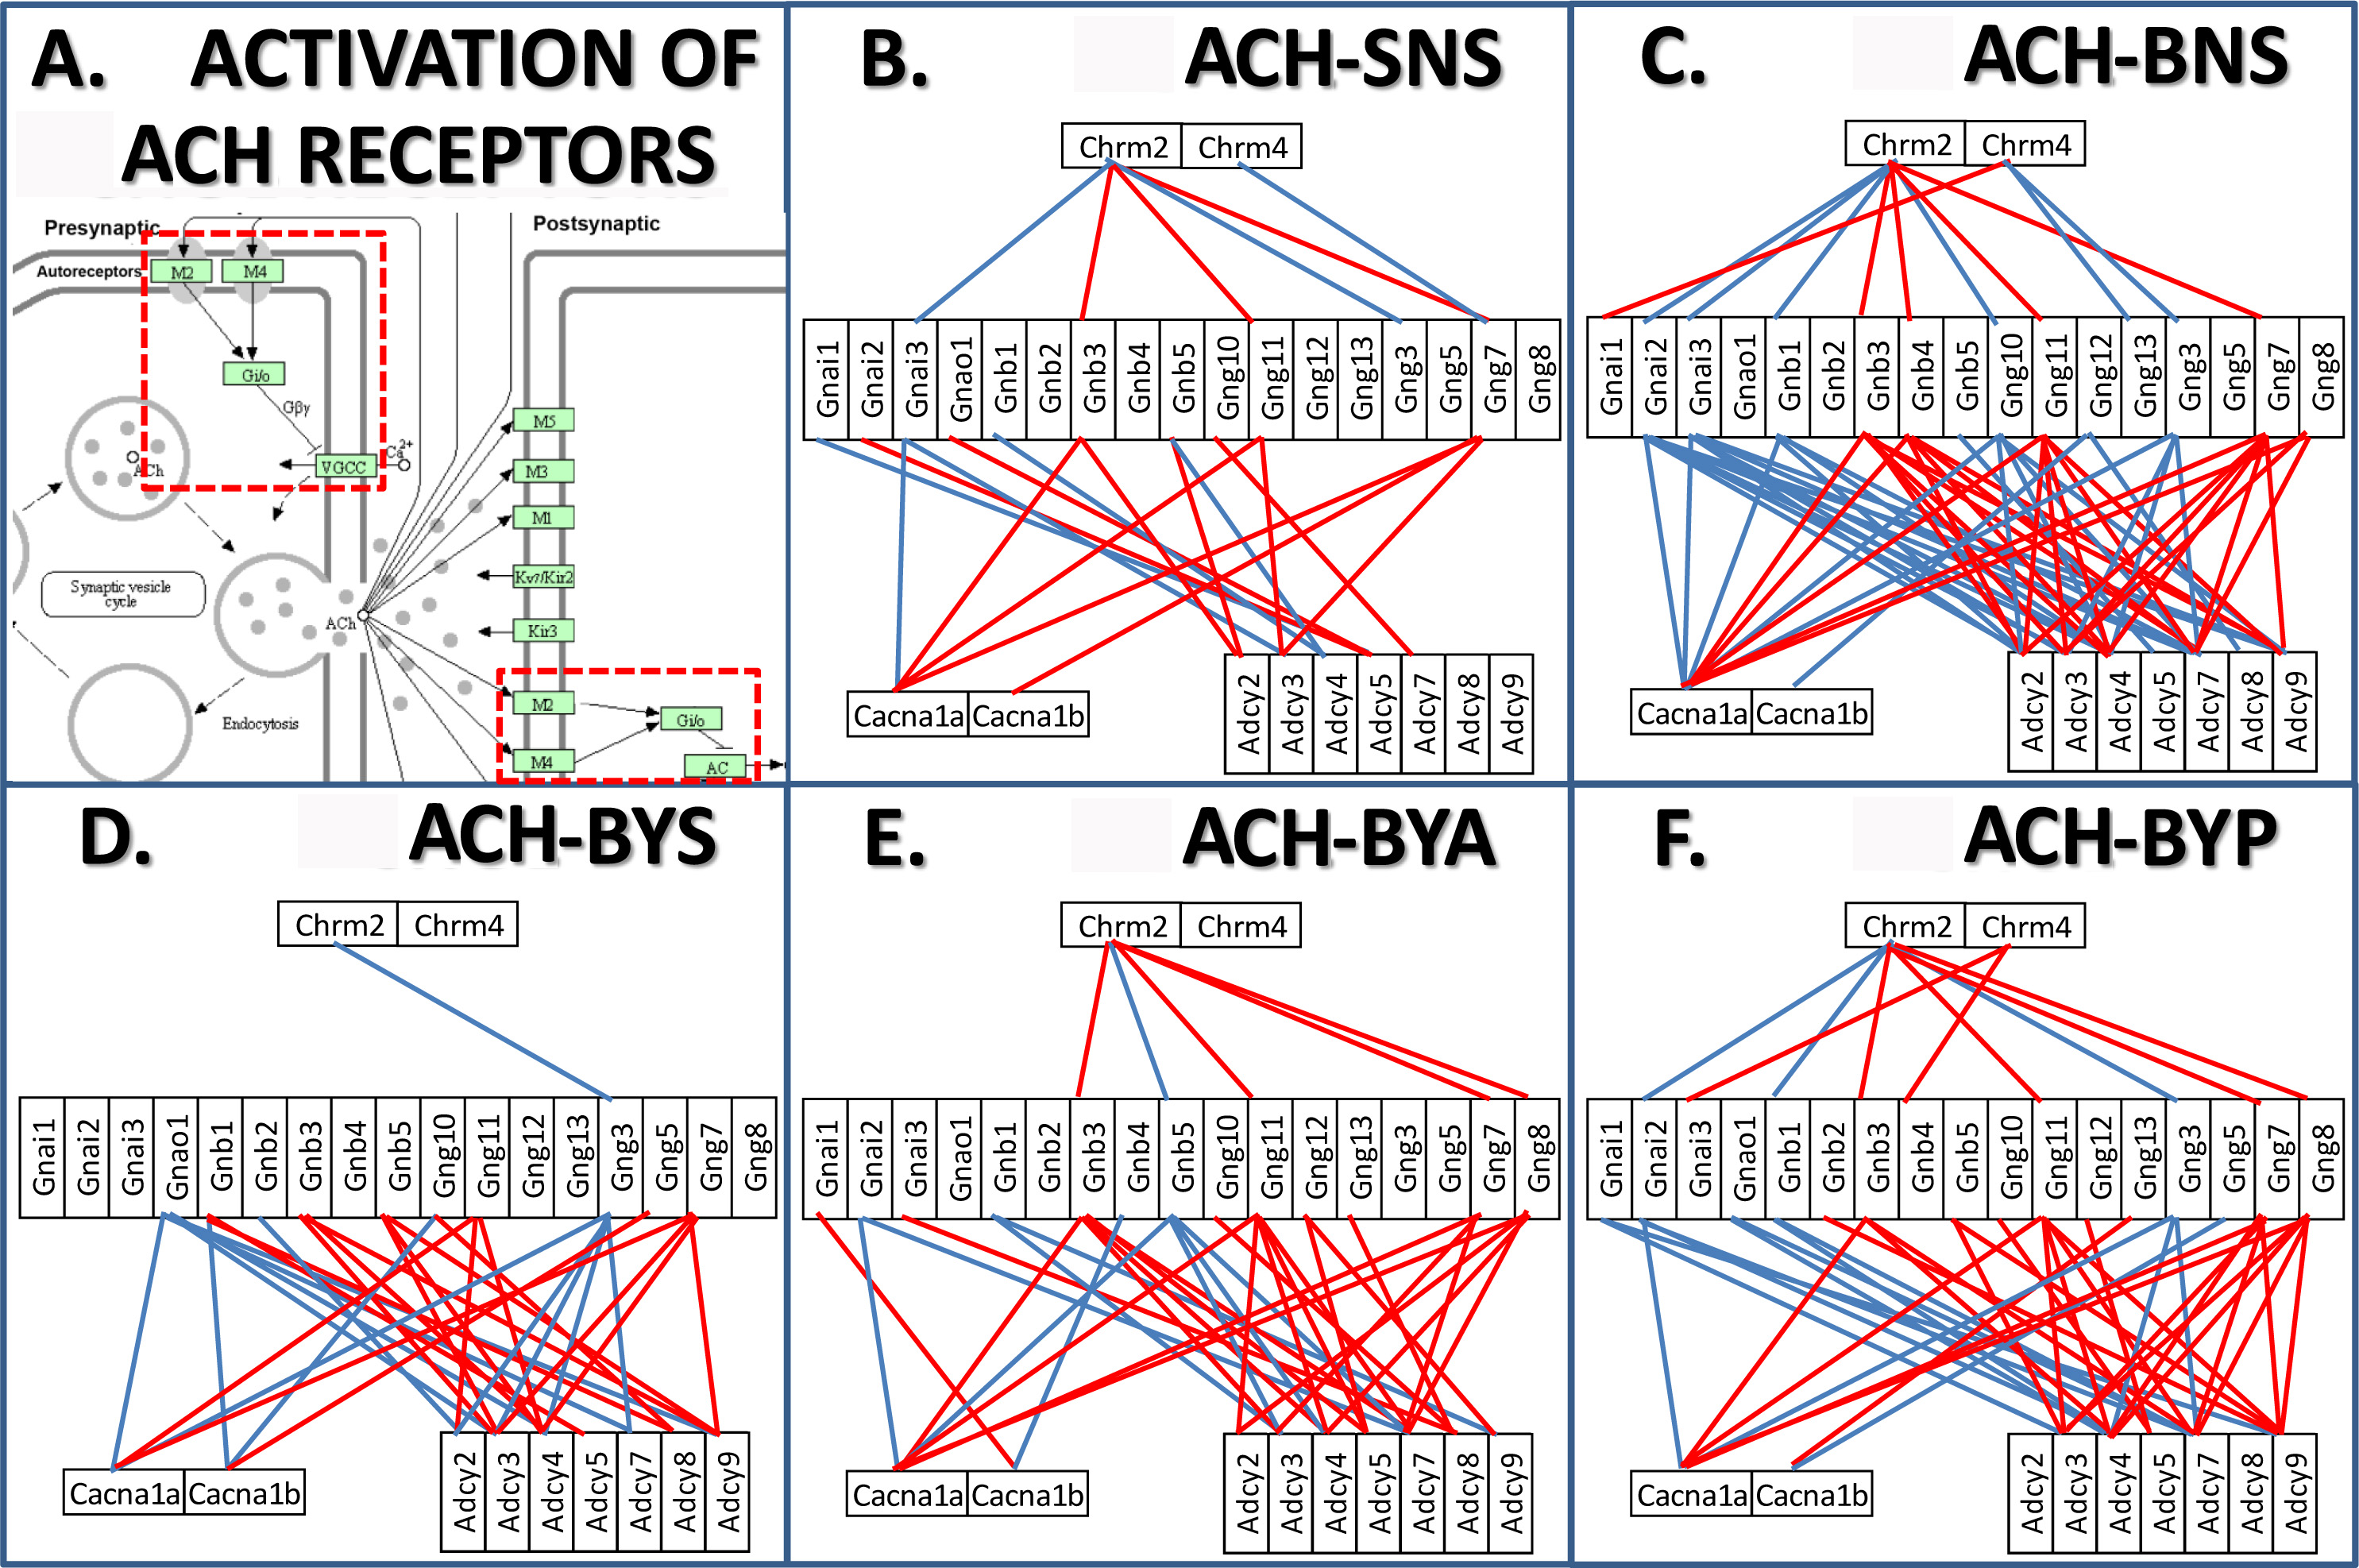 A. ACTIVATION OF
ACH RECEPTORS
Presynaptic
Postsynaptic
Autoreceptors
M2
M4
Gi/o
Gβγ
VGCC
Ca2+
ACh
M5
M3
M1
Kv7/Kir2
Kir3
Synaptic vesicle
cycle
ACh
M2
Gi/o
M4
AC
Endocytosis
B. ACH-SNS
Chrm2 Chrm4
Gnai1 Gnai2 Gnai3 Gnao1 Gnb1 Gnb2 Gnb3 Gnb4 Gnb5 Gng10 Gng11 Gng12 Gng13 Gng3 Gng5 Gng7 Gng8
Cacna1a Cacna1b
Adcy2 Adcy3 Adcy4 Adcy5 Adcy7 Adcy8 Adcy9
C. ACH-BNS
Chrm2 Chrm4
Gnai1 Gnai2 Gnai3 Gnao1 Gnb1 Gnb2 Gnb3 Gnb4 Gnb5 Gng10 Gng11 Gng12 Gng13 Gng3 Gng5 Gng7 Gng8
Cacna1a Cacna1b
Adcy2 Adcy3 Adcy4 Adcy5 Adcy7 Adcy8 Adcy9
D. ACH-BYS
Chrm2 Chrm4
Gnai1 Gnai2 Gnai3 Gnao1 Gnb1 Gnb2 Gnb3 Gnb4 Gnb5 Gng10 Gng11 Gng12 Gng13 Gng3 Gng5 Gng7 Gng8
Cacna1a Cacna1b
Adcy2 Adcy3 Adcy4 Adcy5 Adcy7 Adcy8 Adcy9
E. ACH-BYA
Chrm2 Chrm4
Gnai1 Gnai2 Gnai3 Gnao1 Gnb1 Gnb2 Gnb3 Gnb4 Gnb5 Gng10 Gng11 Gng12 Gng13 Gng3 Gng5 Gng7 Gng8
Cacna1a Cacna1b
Adcy2 Adcy3 Adcy4 Adcy5 Adcy7 Adcy8 Adcy9
F. ACH-BYP
Chrm2 Chrm4
Gnai1 Gnai2 Gnai3 Gnao1 Gnb1 Gnb2 Gnb3 Gnb4 Gnb5 Gng10 Gng11 Gng12 Gng13 Gng3 Gng5 Gng7 Gng8
Cacna1a Cacna1b
Adcy2 Adcy3 Adcy4 Adcy5 Adcy7 Adcy8 Adcy9